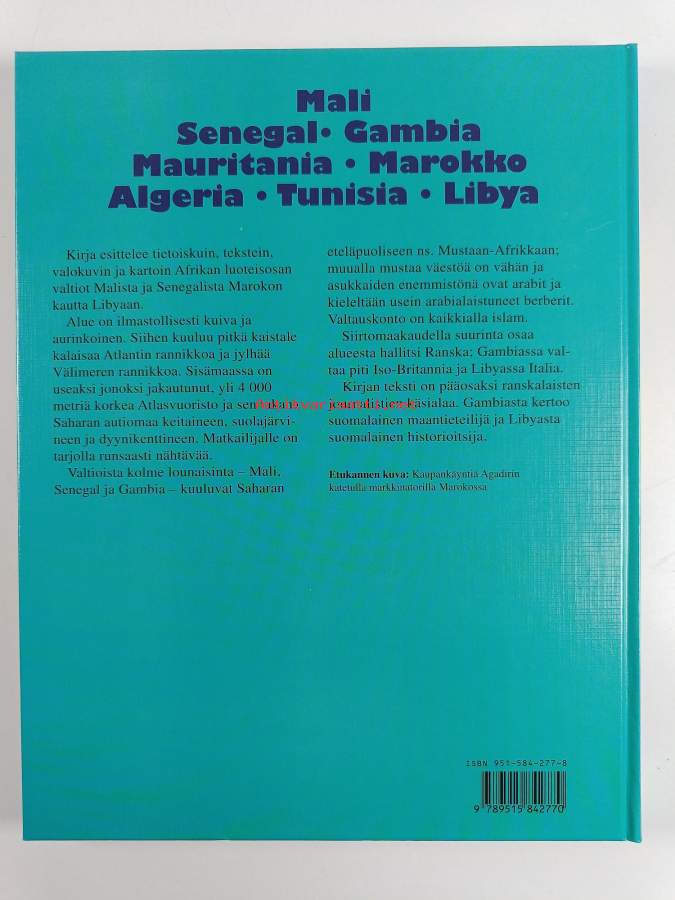 Mali
Senegal• Gambia
Mauritania • Marokko
Algeria • Tunisia • Libya
Kirja esittelee tietoiskuin, tekstein,
valokuvin ja kartoin Afrikan luoteisosan
valtiot Malista ja Senegalista Marokon
kautta Libyaan.
Alue on ilmastollisesti kuiva ja
aurinkoinen. Siihen kuuluu pitkä kaistale
kalaisaa Atlantin rannikkoa ja jylhää
Välimeren rannikkoa. Sisämaassa on
useaksi jonoksi jakautunut, yli 4 000
metriä korkea Atlasvuoristo ja sen takana
Saharan autiomaa keitaineen, suolajärvi-
neen ja dyynikenttineen. Matkailijalle on
tarjolla runsaasti nähtävää.
Valtioista kolme lounaisinta – Mali,
Senegal ja Gambia – kuuluvat Saharan
eteläpuoliseen ns. Mustaan-Afrikkaan;
muualla mustaa väestöä on vähän ja
asukkaiden enemmistönä ovat arabit ja
kieleltään usein arabialaistuneet berberit.
Valtauskonto on kaikkialla islam.
Siirtomaakaudella suurinta osaa
alueesta hallitsi Ranska; Gambiassa val-
taa piti Iso-Britannia ja Libyassa Italia.
Kirjan teksti on pääosaksi ranskalaisten
journalistien käsialaa. Gambiasta kertoo
suomalainen maantieteilijä ja Libyasta
suomalainen historioitsija.
Etukannen kuva: Kaupankäyntiä Agadirin
katetulla markkinatorilla Marokossa
ISBN 951-584-277-8
9 789515 842770